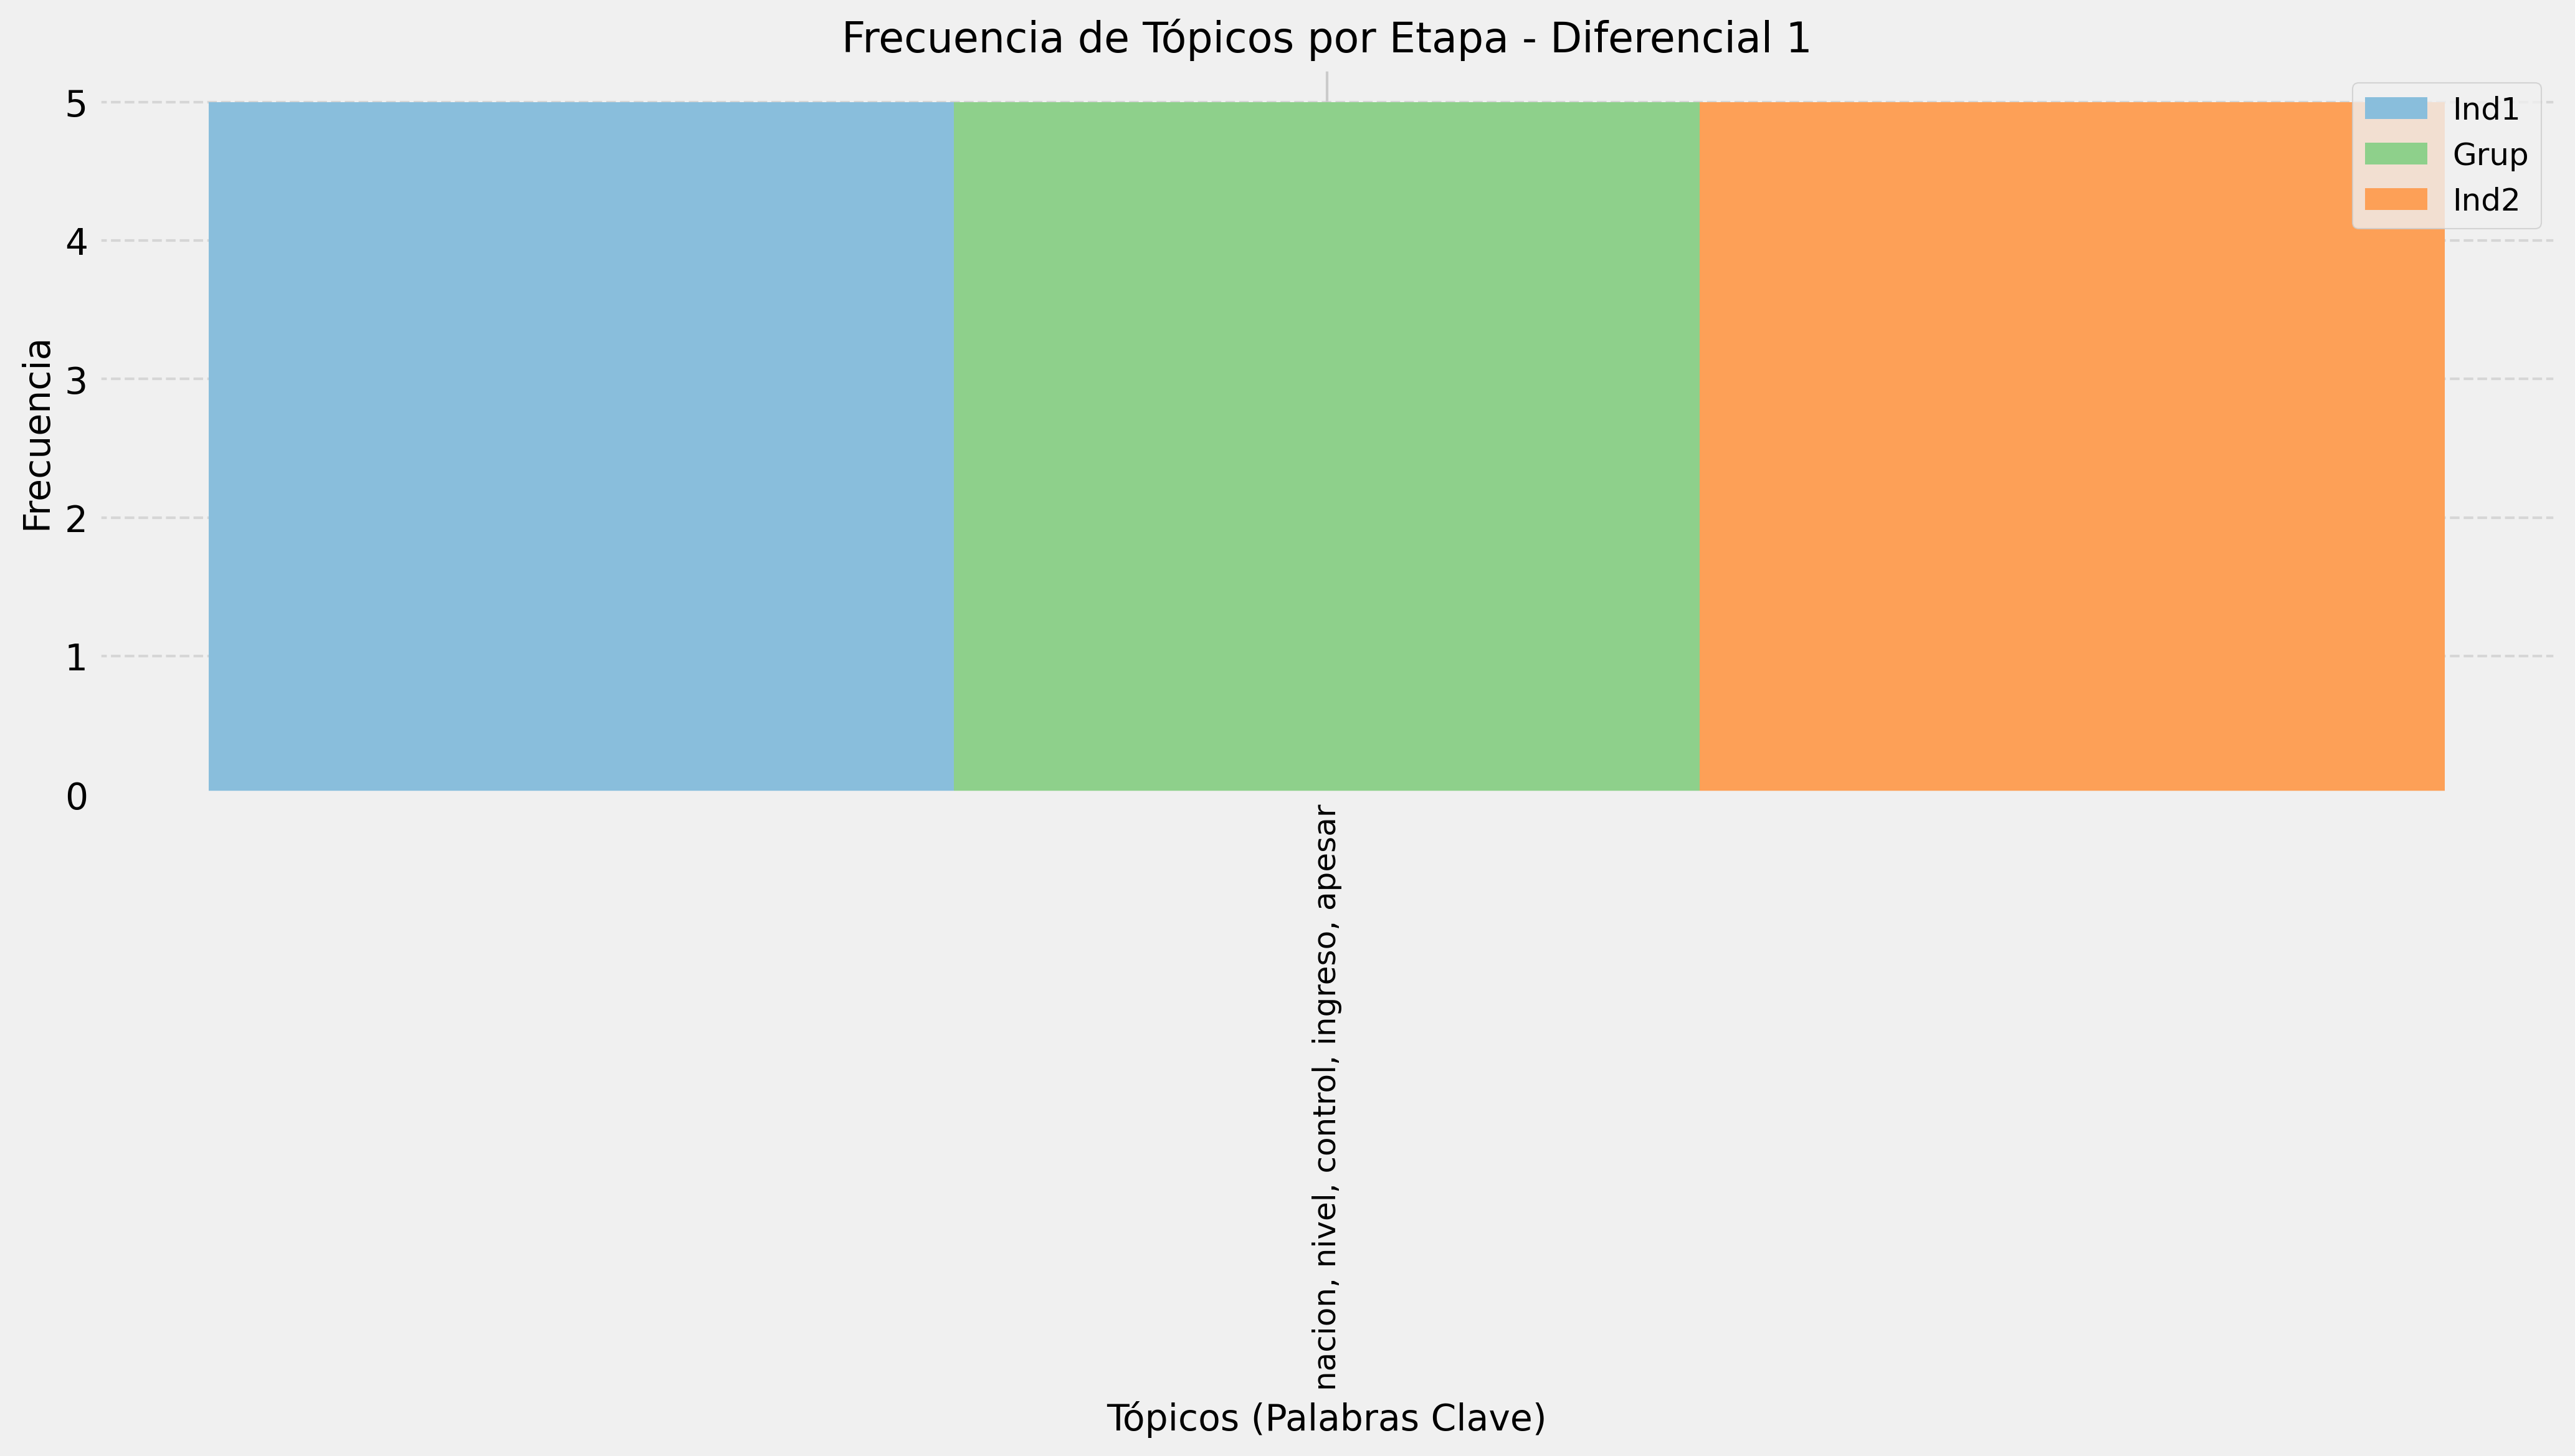 Frecuencia de Tópicos por Etapa - Diferencial 1
Ind1
Grup
Ind2
Frecuencia
5
4
3
2
1
0
nacion, nivel, control, ingreso, apesar
Tópicos (Palabras Clave)